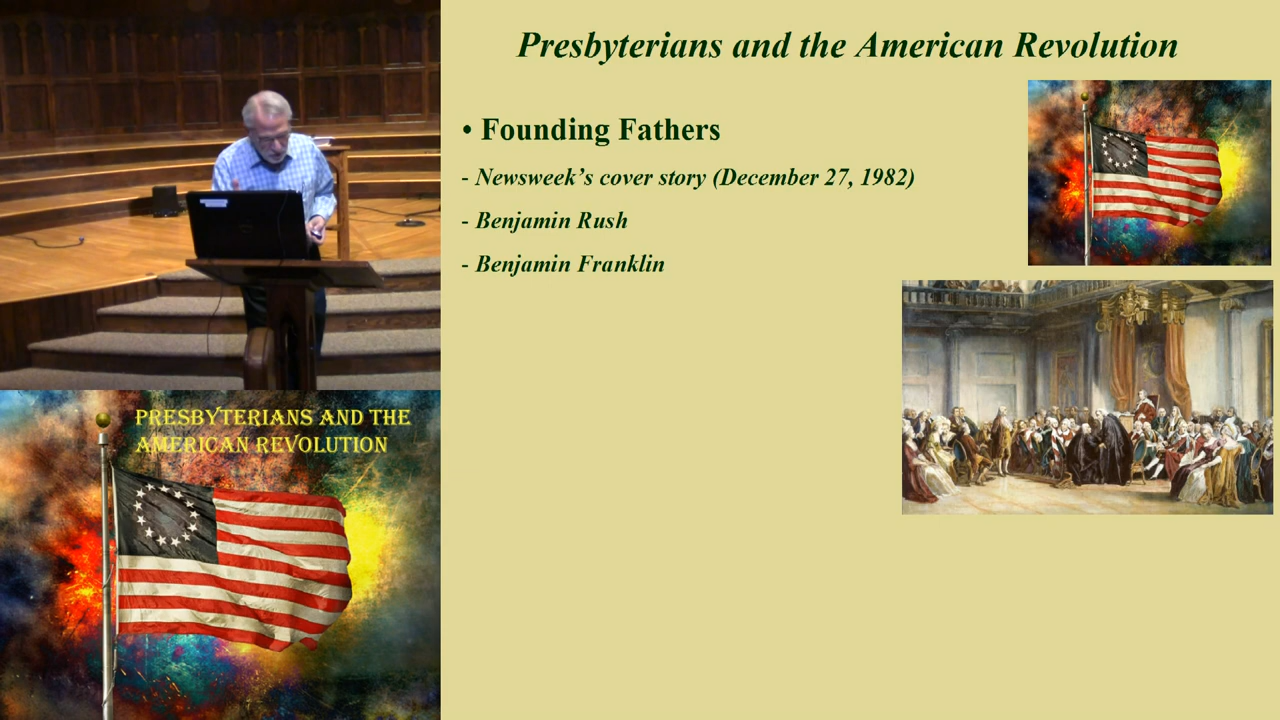 Presbyterians and the American Revolution
• Founding Fathers
- Newsweek’s cover story (December 27, 1982)
- Benjamin Rush
- Benjamin Franklin
PRESBYTERIANS AND THE
AMERICAN REVOLUTION